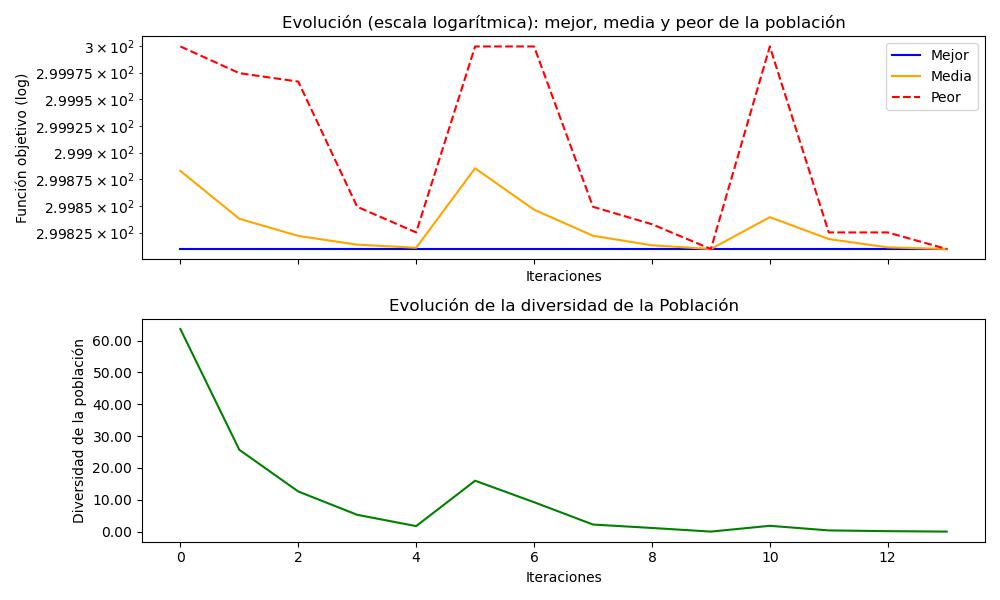 Evolución (escala logarítmica): mejor, media y peor de la población
Función objetivo (log)
3 × 10²
2.99975 × 10²
2.9995 × 10²
2.99925 × 10²
2.999 × 10²
2.99875 × 10²
2.9985 × 10²
2.99825 × 10²
Mejor
Media
Peor
Iteraciones
Evolución de la diversidad de la Población
Diversidad de la población
60.00
50.00
40.00
30.00
20.00
10.00
0.00
0 2 4 6 8 10 12
Iteraciones